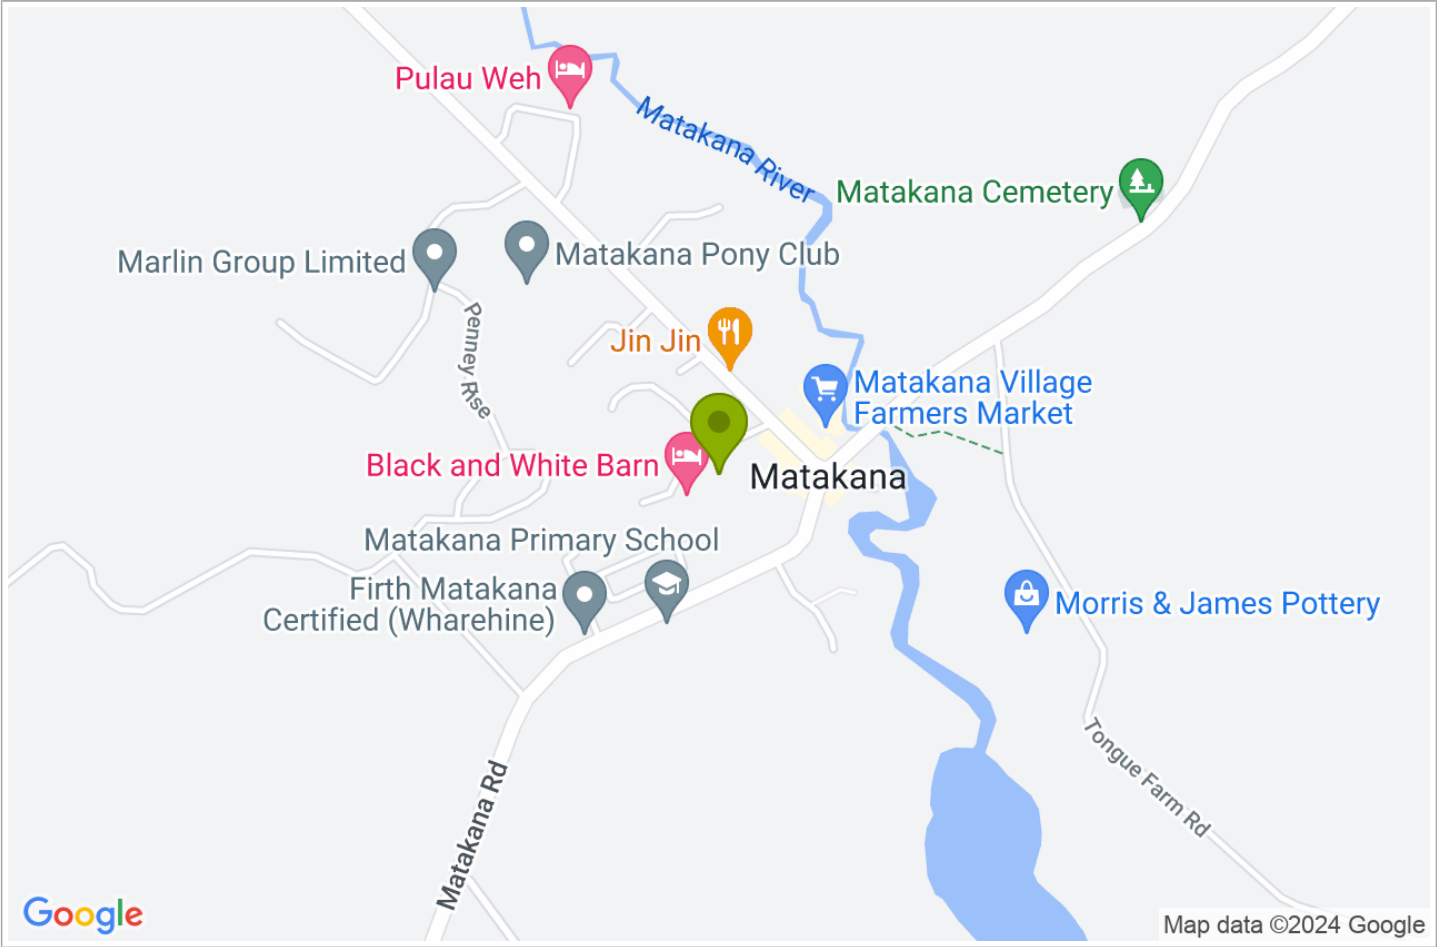 Pulau Weh
Matakana River
Matakana Cemetery
Marlin Group Limited
Matakana Pony Club
Penney Rise
Jin Jin
Matakana Village
Farmers Market
Black and White Barn
Matakana
Matakana Primary School
Firth Matakana
Certified (Wharehine)
Morris & James Pottery
Tongue Farm Rd
Matakana Rd
Google
Map data ©2024 Google